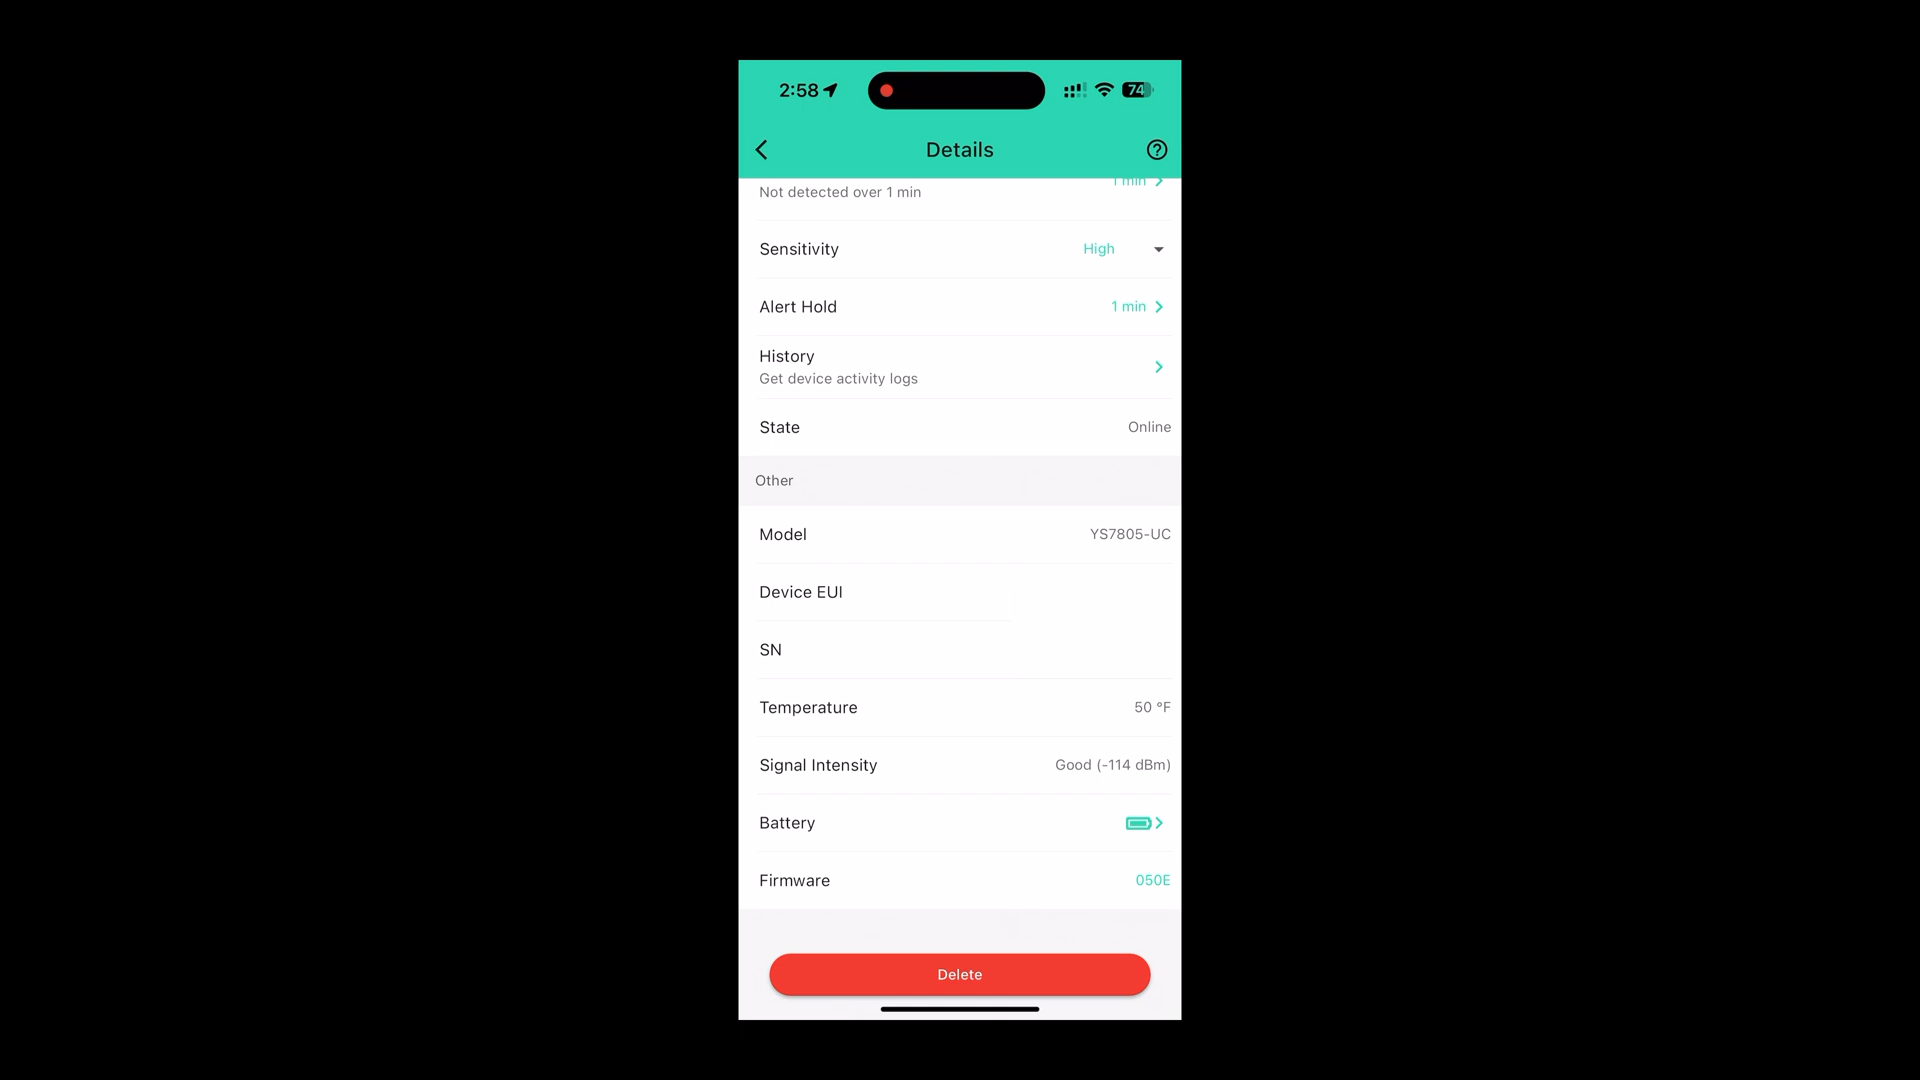 2:58
74
Details
1 min
Not detected over 1 min
Sensitivity High
Alert Hold 1 min
History
Get device activity logs
State Online
Other
Model YS7805-UC
Device EUI
SN
Temperature 50 °F
Signal Intensity Good (-114 dBm)
Battery
Firmware 050E
Delete